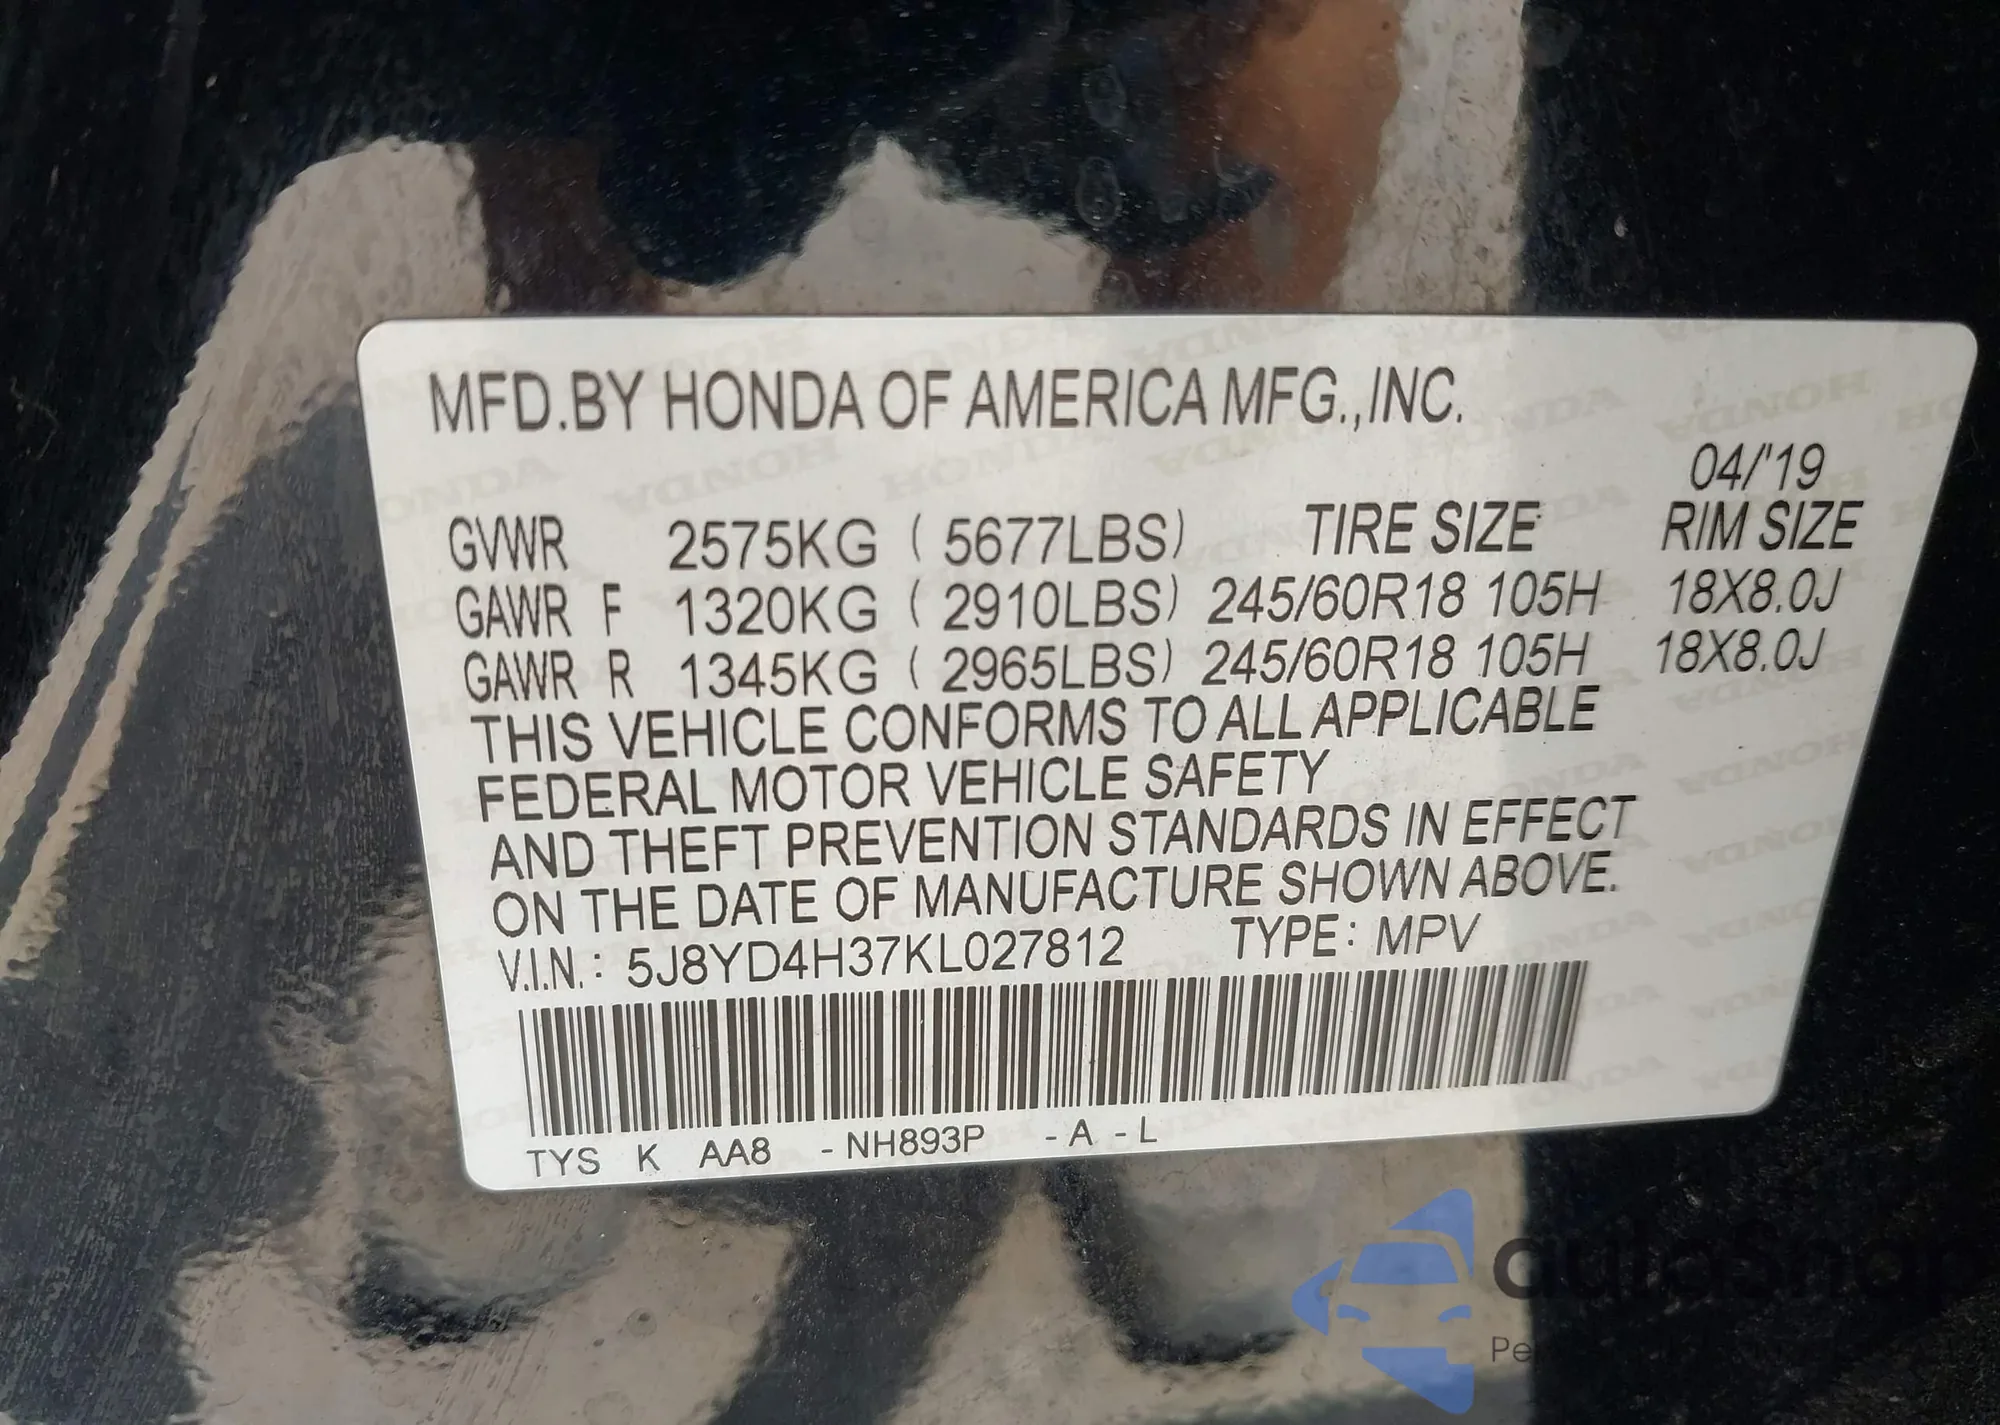 MFD.BY HONDA OF AMERICA MFG.,INC.
04/'19
GVWR 2575KG ( 5677LBS) TIRE SIZE RIM SIZE
GAWR F 1320KG ( 2910LBS) 245/60R18 105H 18X8.0J
GAWR R 1345KG ( 2965LBS) 245/60R18 105H 18X8.0J
THIS VEHICLE CONFORMS TO ALL APPLICABLE
FEDERAL MOTOR VEHICLE SAFETY
AND THEFT PREVENTION STANDARDS IN EFFECT
ON THE DATE OF MANUFACTURE SHOWN ABOVE.
V.I.N.: 5J8YD4H37KL027812 TYPE: MPV
TYS K AA8 -NH893P -A -L